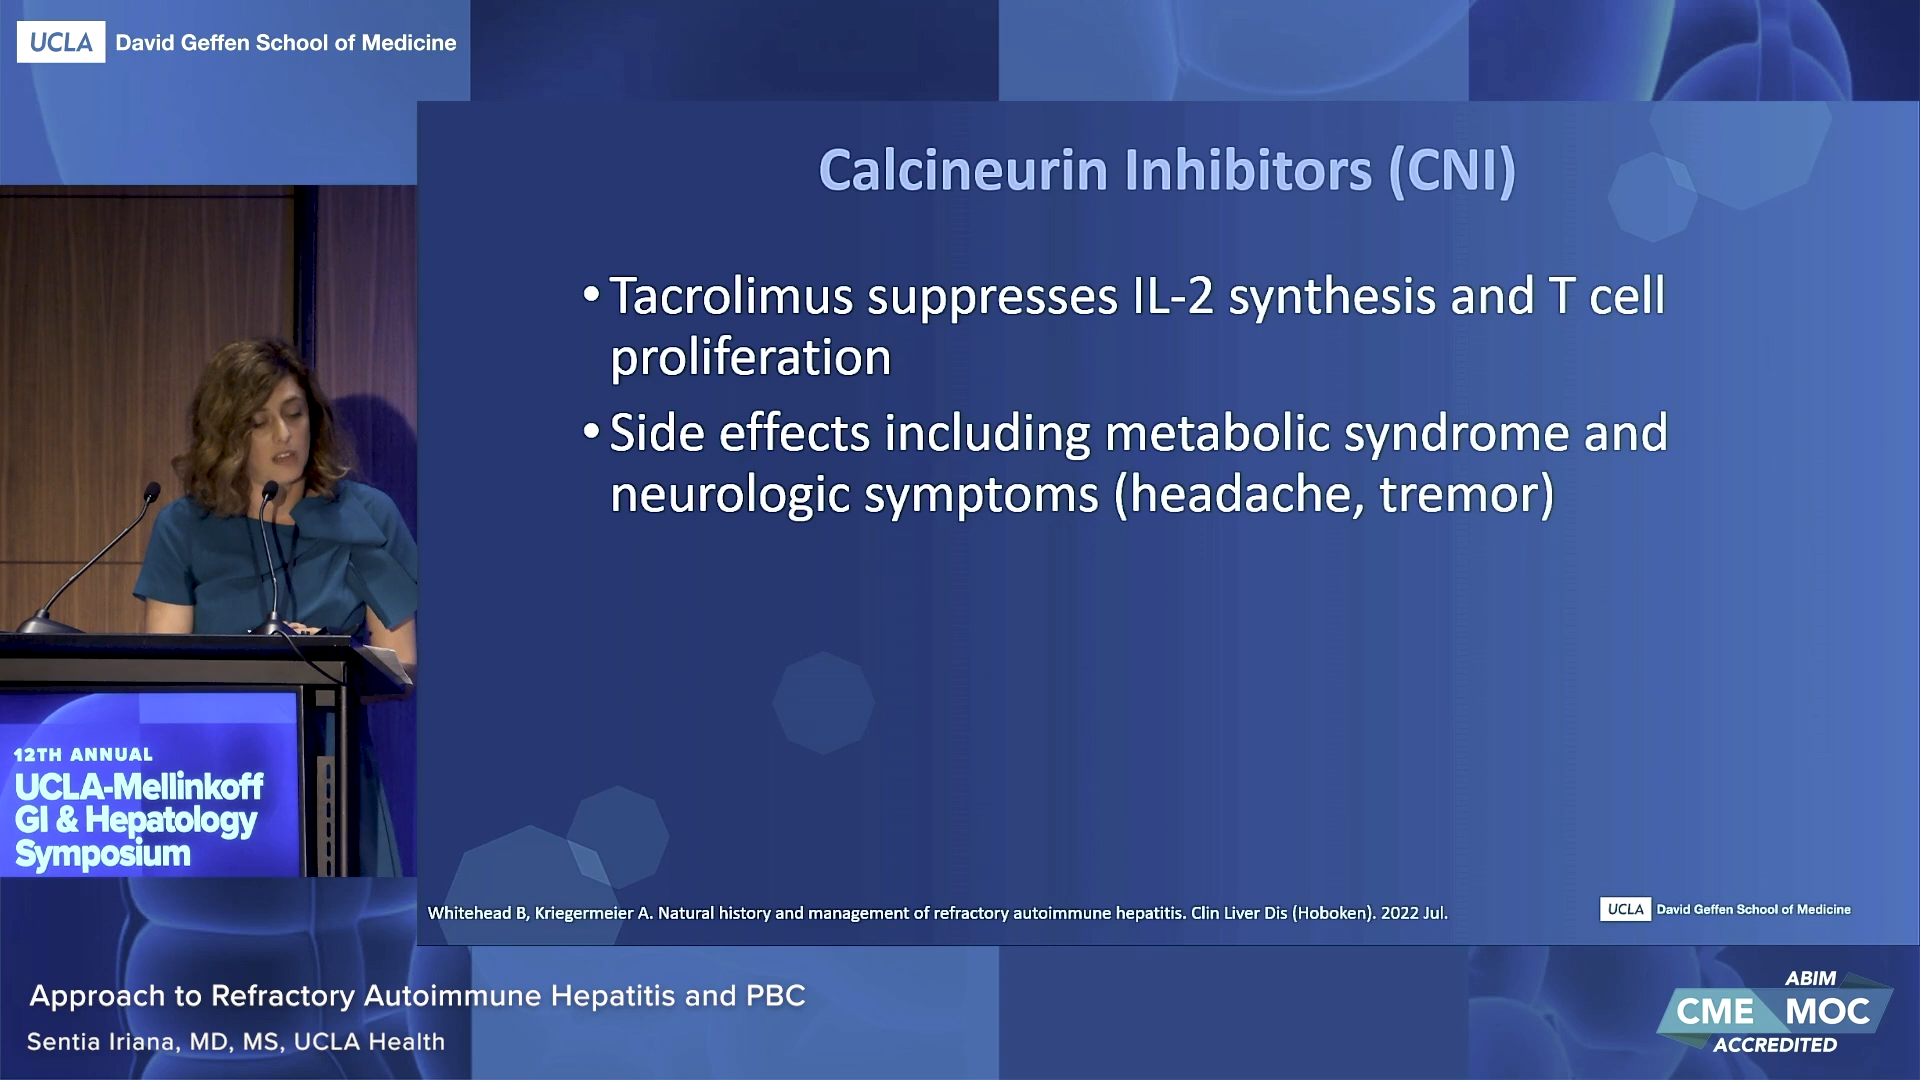 UCLA David Geffen School of Medicine
Calcineurin Inhibitors (CNI)
• Tacrolimus suppresses IL-2 synthesis and T cell
proliferation
• Side effects including metabolic syndrome and
neurologic symptoms (headache, tremor)
12TH ANNUAL
UCLA-Mellinkoff
GI & Hepatology
Symposium
Whitehead B, Kriegermeier A. Natural history and management of refractory autoimmune hepatitis. Clin Liver Dis (Hoboken). 2022 Jul.
UCLA David Geffen School of Medicine
Approach to Refractory Autoimmune Hepatitis and PBC
Sentia Iriana, MD, MS, UCLA Health
ABIM
CME MOC
ACCREDITED